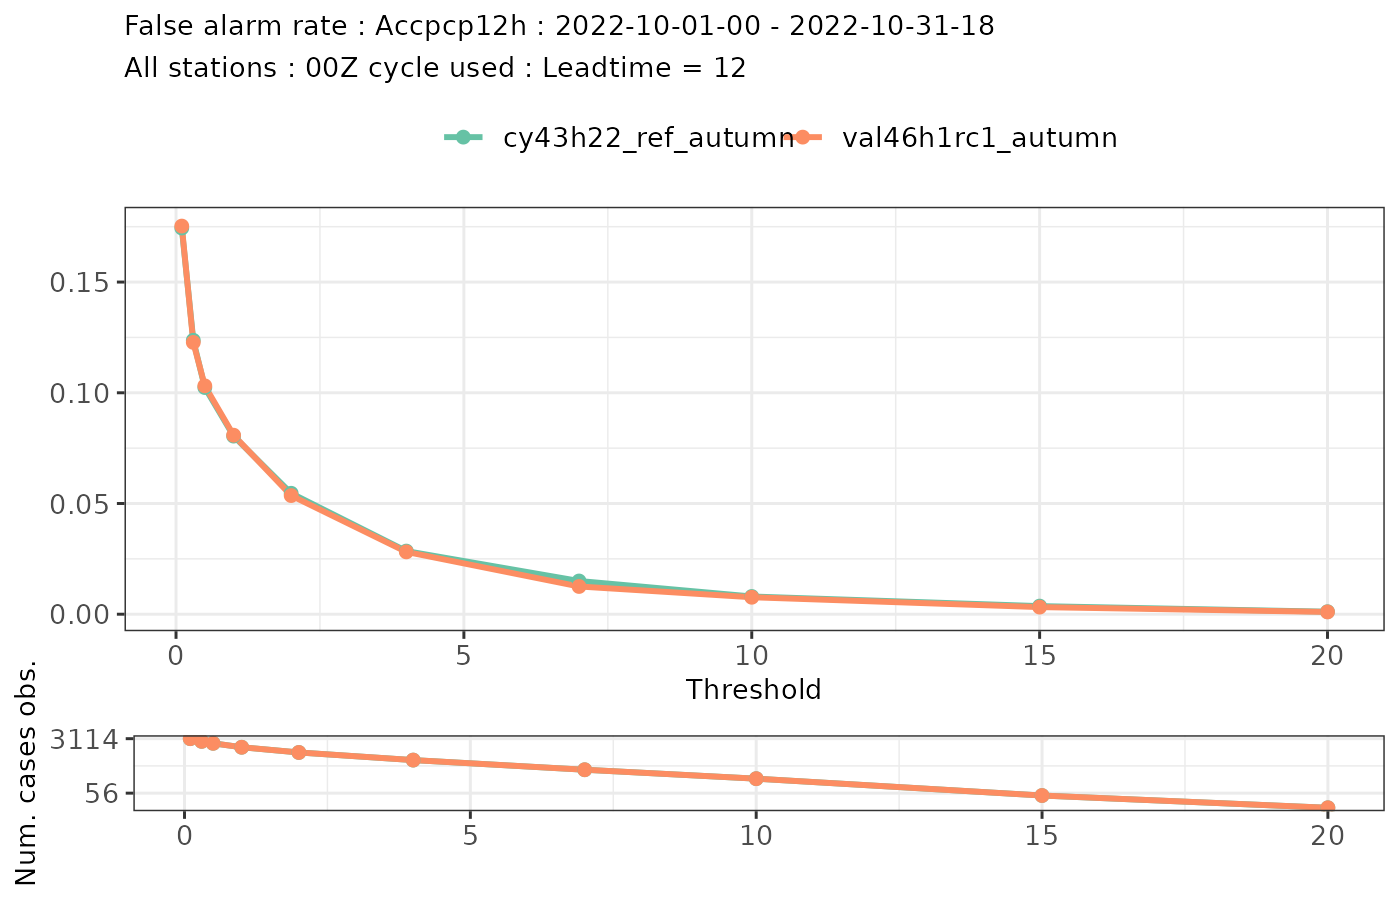 False alarm rate : Accpcp12h : 2022-10-01-00 - 2022-10-31-18
All stations : 00Z cycle used : Leadtime = 12
cy43h22_ref_autumn val46h1rc1_autumn
0.15
0.10
0.05
0.00
0 5 10 15 20
Threshold
Num. cases obs.
3114
56
0 5 10 15 20